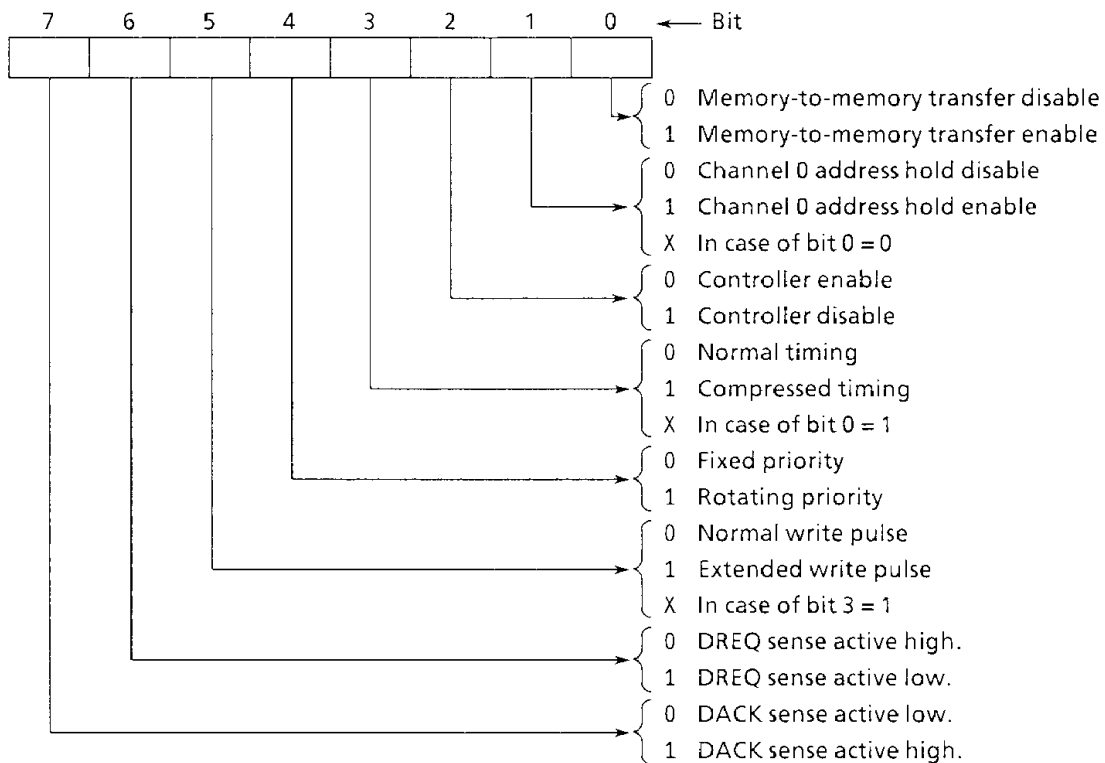 7 6 5 4 3 2 1 0 ← Bit
0 Memory-to-memory transfer disable
1 Memory-to-memory transfer enable
0 Channel 0 address hold disable
1 Channel 0 address hold enable
X In case of bit 0 = 0
0 Controller enable
1 Controller disable
0 Normal timing
1 Compressed timing
X In case of bit 0 = 1
0 Fixed priority
1 Rotating priority
0 Normal write pulse
1 Extended write pulse
X In case of bit 3 = 1
0 DREQ sense active high.
1 DREQ sense active low.
0 DACK sense active low.
1 DACK sense active high.